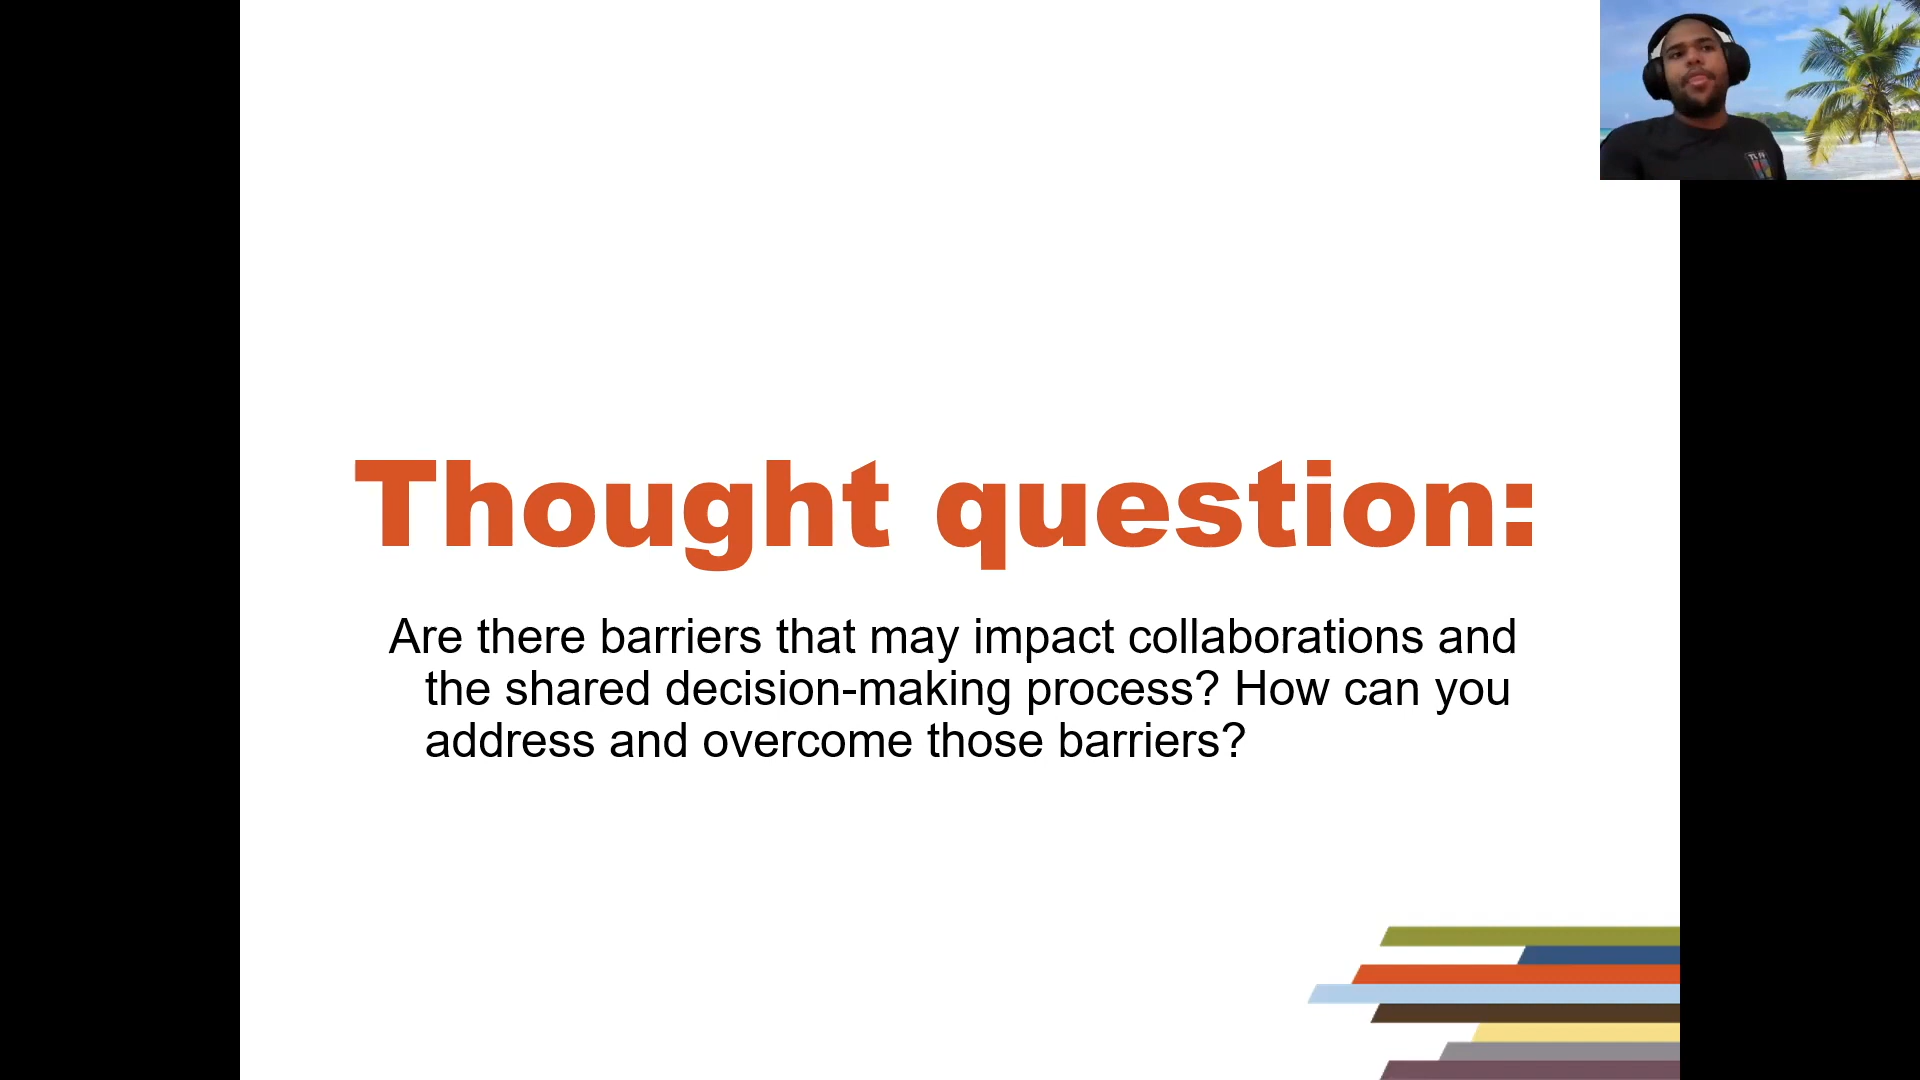 Thought question:
Are there barriers that may impact collaborations and
the shared decision-making process? How can you
address and overcome those barriers?